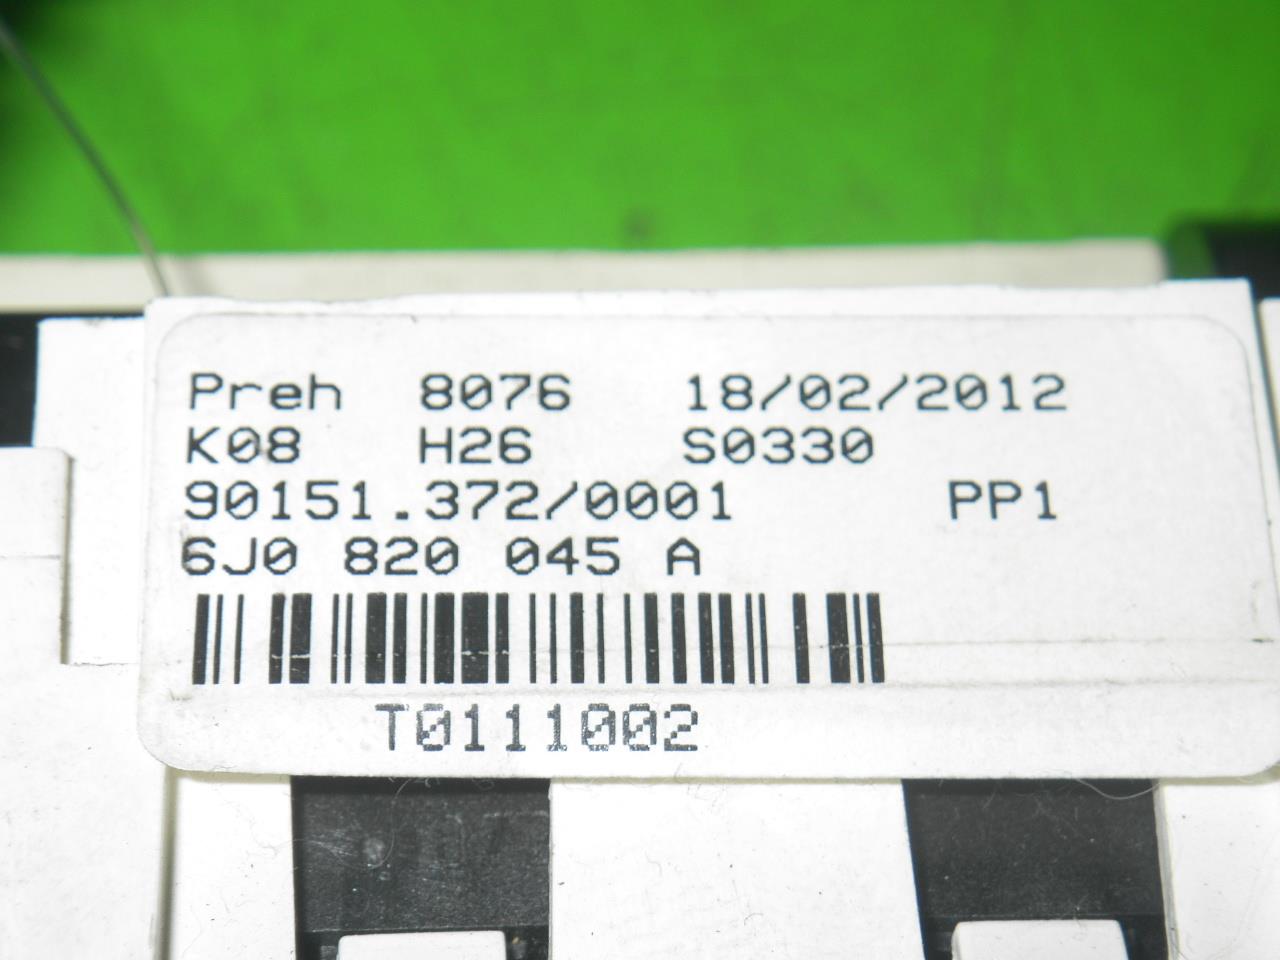 Preh 8076 18/02/2012
K08 H26 S0330
90151.372/0001 PP1
6J0 820 045 A
T0111002